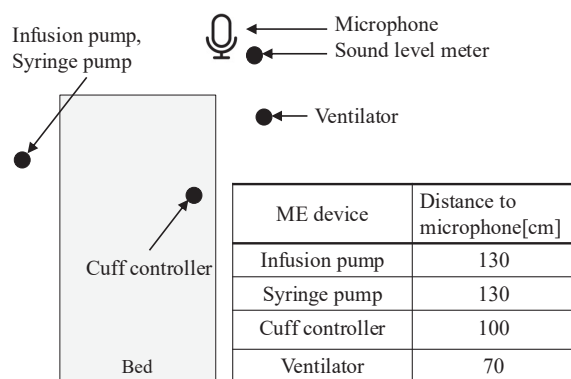 Microphone
Sound level meter
Infusion pump,
Syringe pump
Ventilator
Cuff controller
Bed
ME device
Distance to
microphone[cm]
Infusion pump 130
Syringe pump 130
Cuff controller 100
Ventilator 70